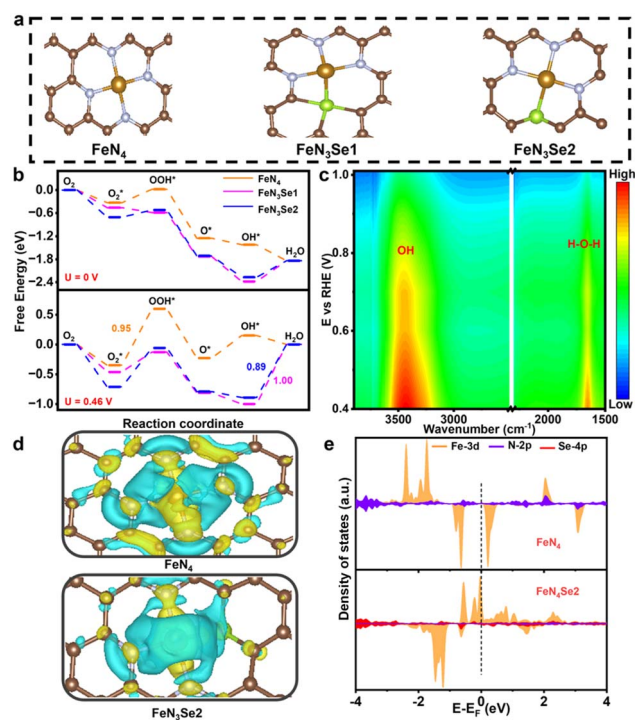 a
FeN4
FeN3Se1
FeN3Se2
b
FeN4
FeN3Se1
FeN3Se2
O2
O2*
OOH*
O*
OH*
H2O
0.0
-0.6
-1.2
-1.8
-2.4
U = 0 V
Free Energy (eV)
O2
O2*
OOH*
O*
OH*
H2O
0.95
0.89
1.00
0.5
0.0
-0.5
-1.0
U = 0.46 V
Reaction coordinate
c
High
Low
OH
H-O-H
E vs RHE (V)
1.0
0.8
0.6
0.4
3500
3000
2000
1500
Wavenumber (cm-1)
d
FeN4
FeN3Se2
e
Fe-3d
N-2p
Se-4p
FeN4
FeN4Se2
Density of states (a.u.)
-4
-2
0
2
4
E-EF (eV)